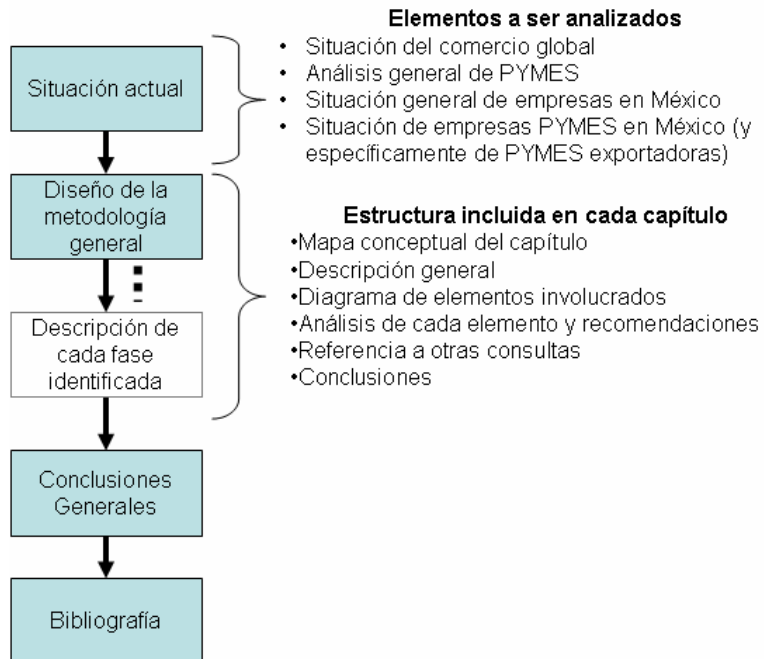 Elementos a ser analizados
• Situación del comercio global
• Análisis general de PYMES
• Situación general de empresas en México
• Situación de empresas PYMES en México (y
específicamente de PYMES exportadoras)
Situación actual
Diseño de la
metodología
general
Estructura incluida en cada capítulo
•Mapa conceptual del capítulo
•Descripción general
•Diagrama de elementos involucrados
•Análisis de cada elemento y recomendaciones
•Referencia a otras consultas
•Conclusiones
Descripción de
cada fase
identificada
Conclusiones
Generales
Bibliografía